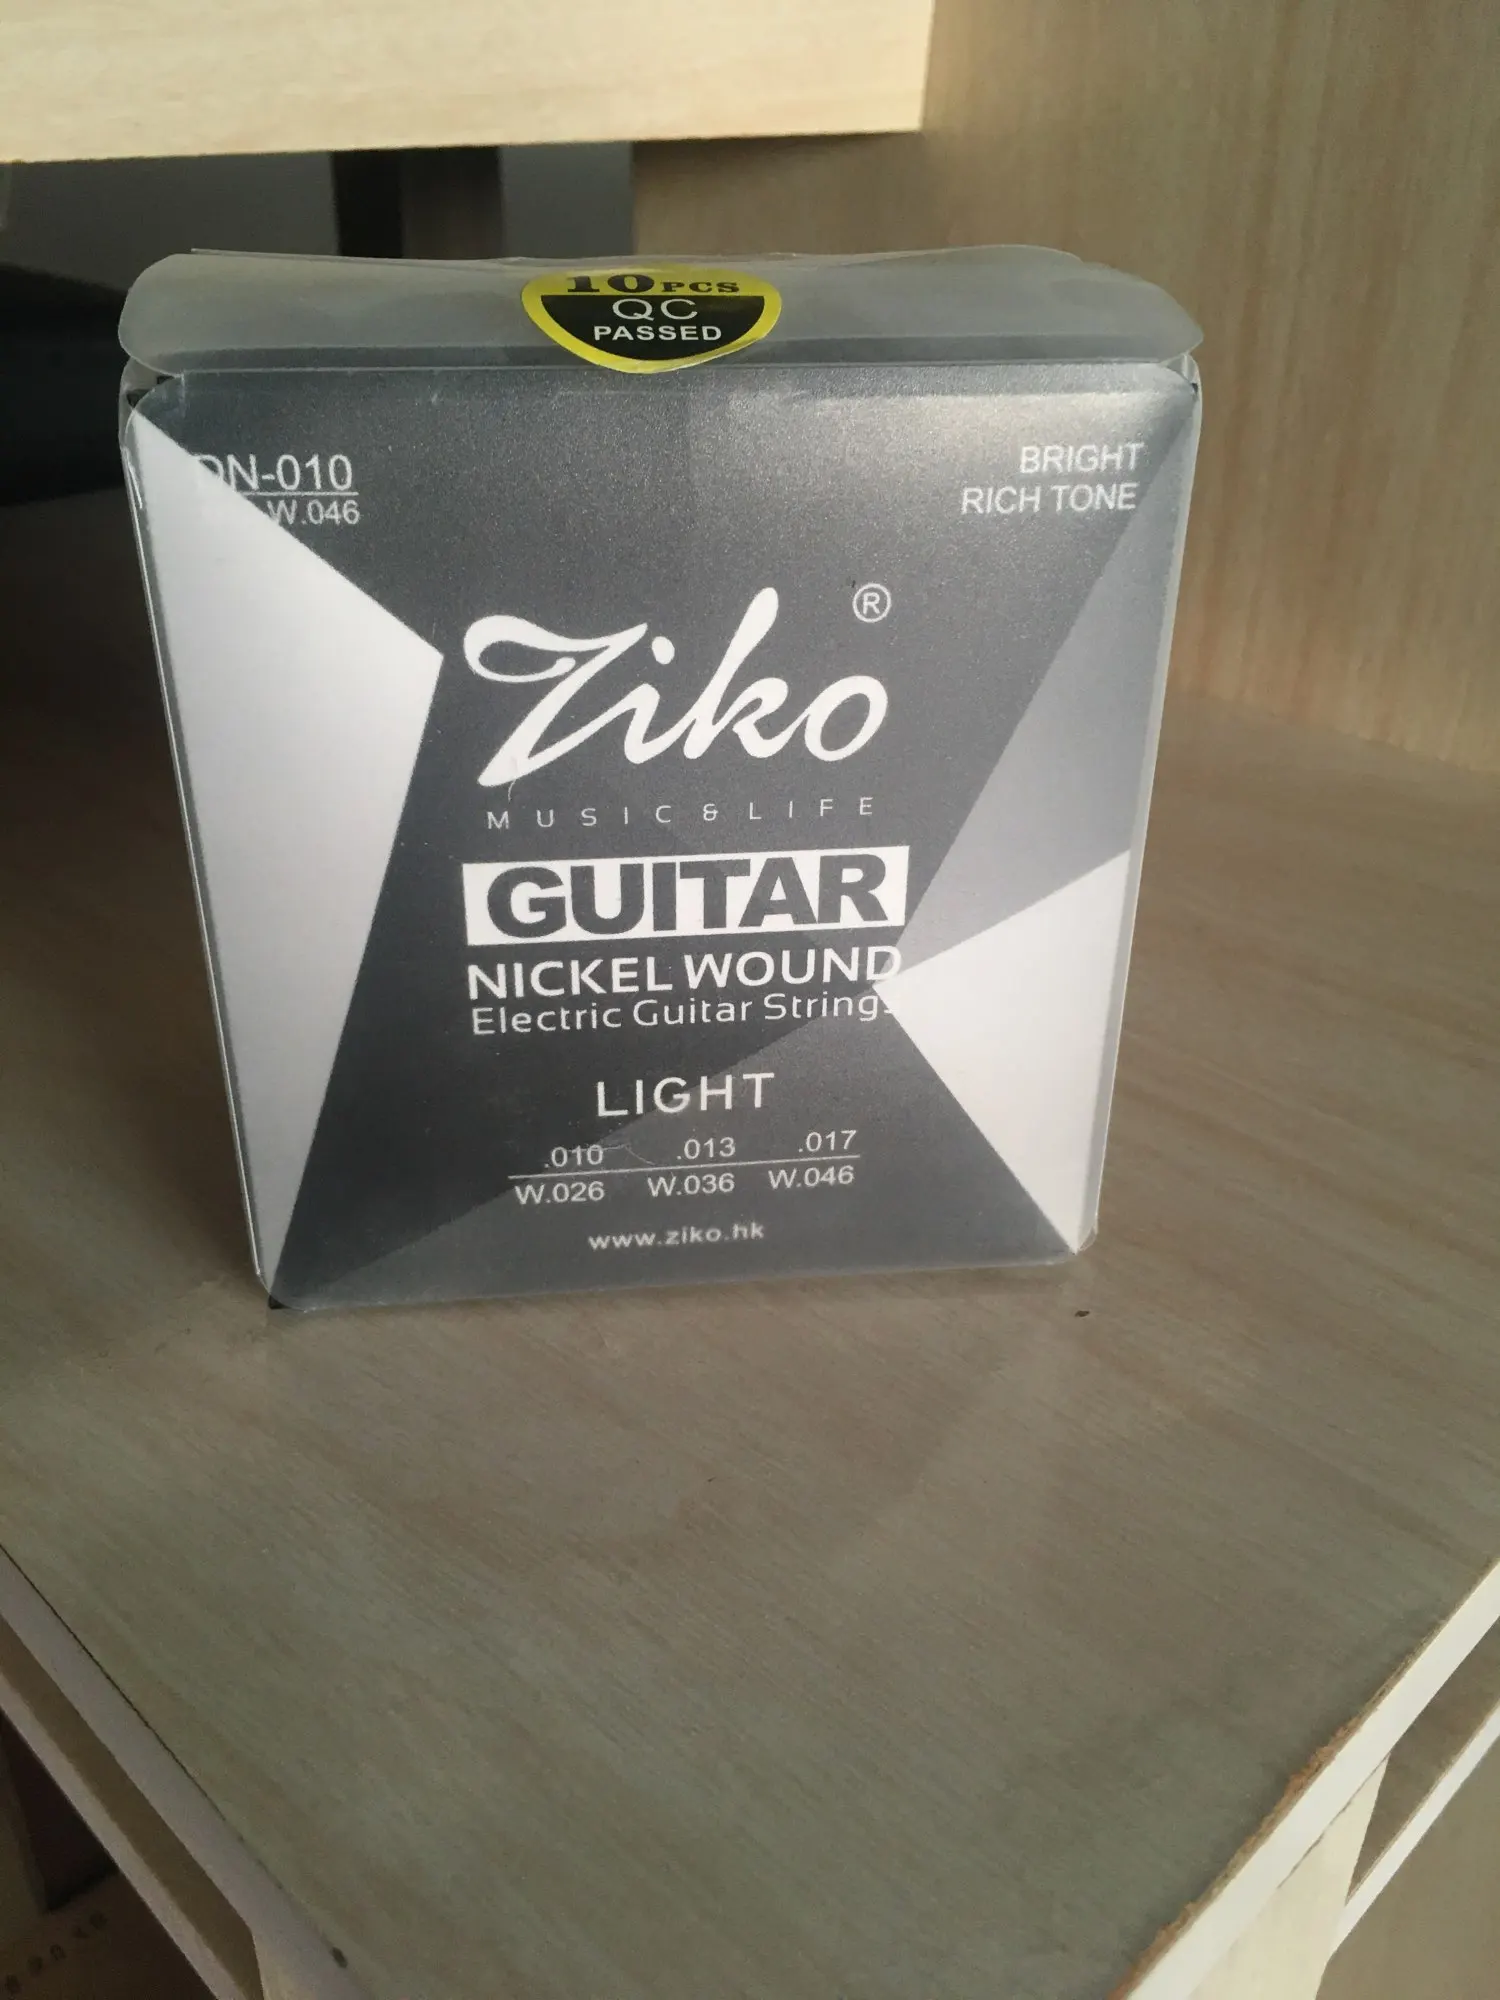 10PCS
QC
PASSED
DN-010
W.046
BRIGHT
RICH TONE
Ziko ®
MUSIC & LIFE
GUITAR
NICKEL WOUND
Electric Guitar Strings
LIGHT
.010 .013 .017
W.026 W.036 W.046
www.ziko.hk